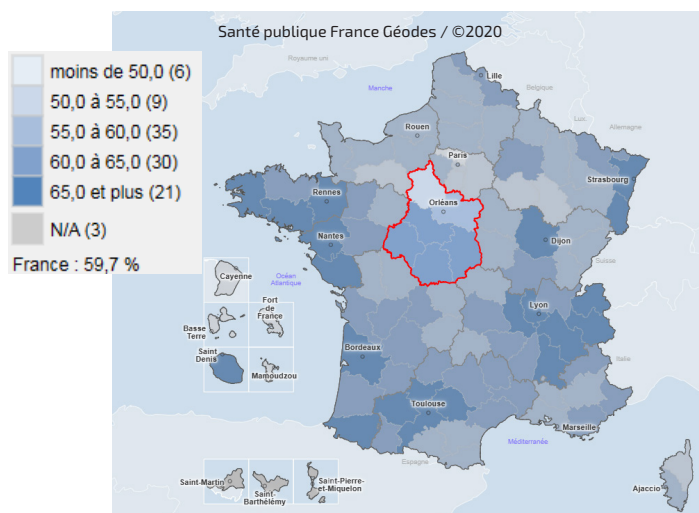 Santé publique France Géodes / ©2020
moins de 50,0 (6)
50,0 à 55,0 (9)
55,0 à 60,0 (35)
60,0 à 65,0 (30)
65,0 et plus (21)
N/A (3)
France : 59,7 %
Royaume uni
Lille
Belgique
Manche
Lux.
Allemagne
Rouen
Paris
Strasbourg
Rennes
Orléans
Nantes
Dijon
Suisse
Océan
Atlantique
Cayenne
Fort
de
France
Basse
Terre
Lyon
Saint
Denis
Mamoudzou
Bordeaux
Italie
Toulouse
Marseille
Méditerranée
Espagne
Saint-Martin
Saint-
Barthélémy
Saint-Pierre
et-Miquelon
Ajaccio